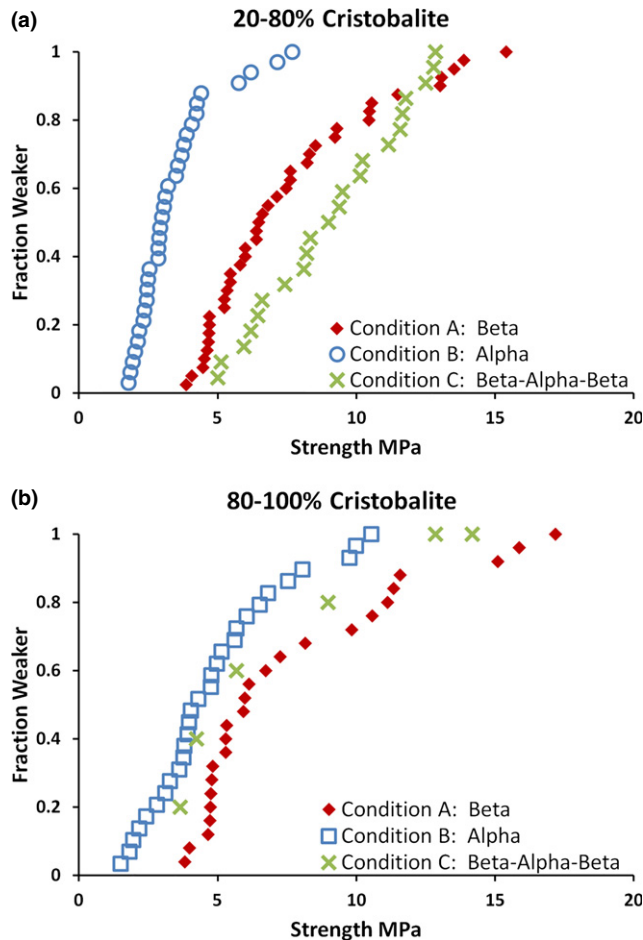 (a)
20-80% Cristobalite
1
0.8
0.6
0.4
0.2
0
Fraction Weaker
Condition A: Beta
Condition B: Alpha
Condition C: Beta-Alpha-Beta
0 5 10 15 20
Strength MPa
(b)
80-100% Cristobalite
1
0.8
0.6
0.4
0.2
0
Fraction Weaker
Condition A: Beta
Condition B: Alpha
Condition C: Beta-Alpha-Beta
0 5 10 15 20
Strength MPa